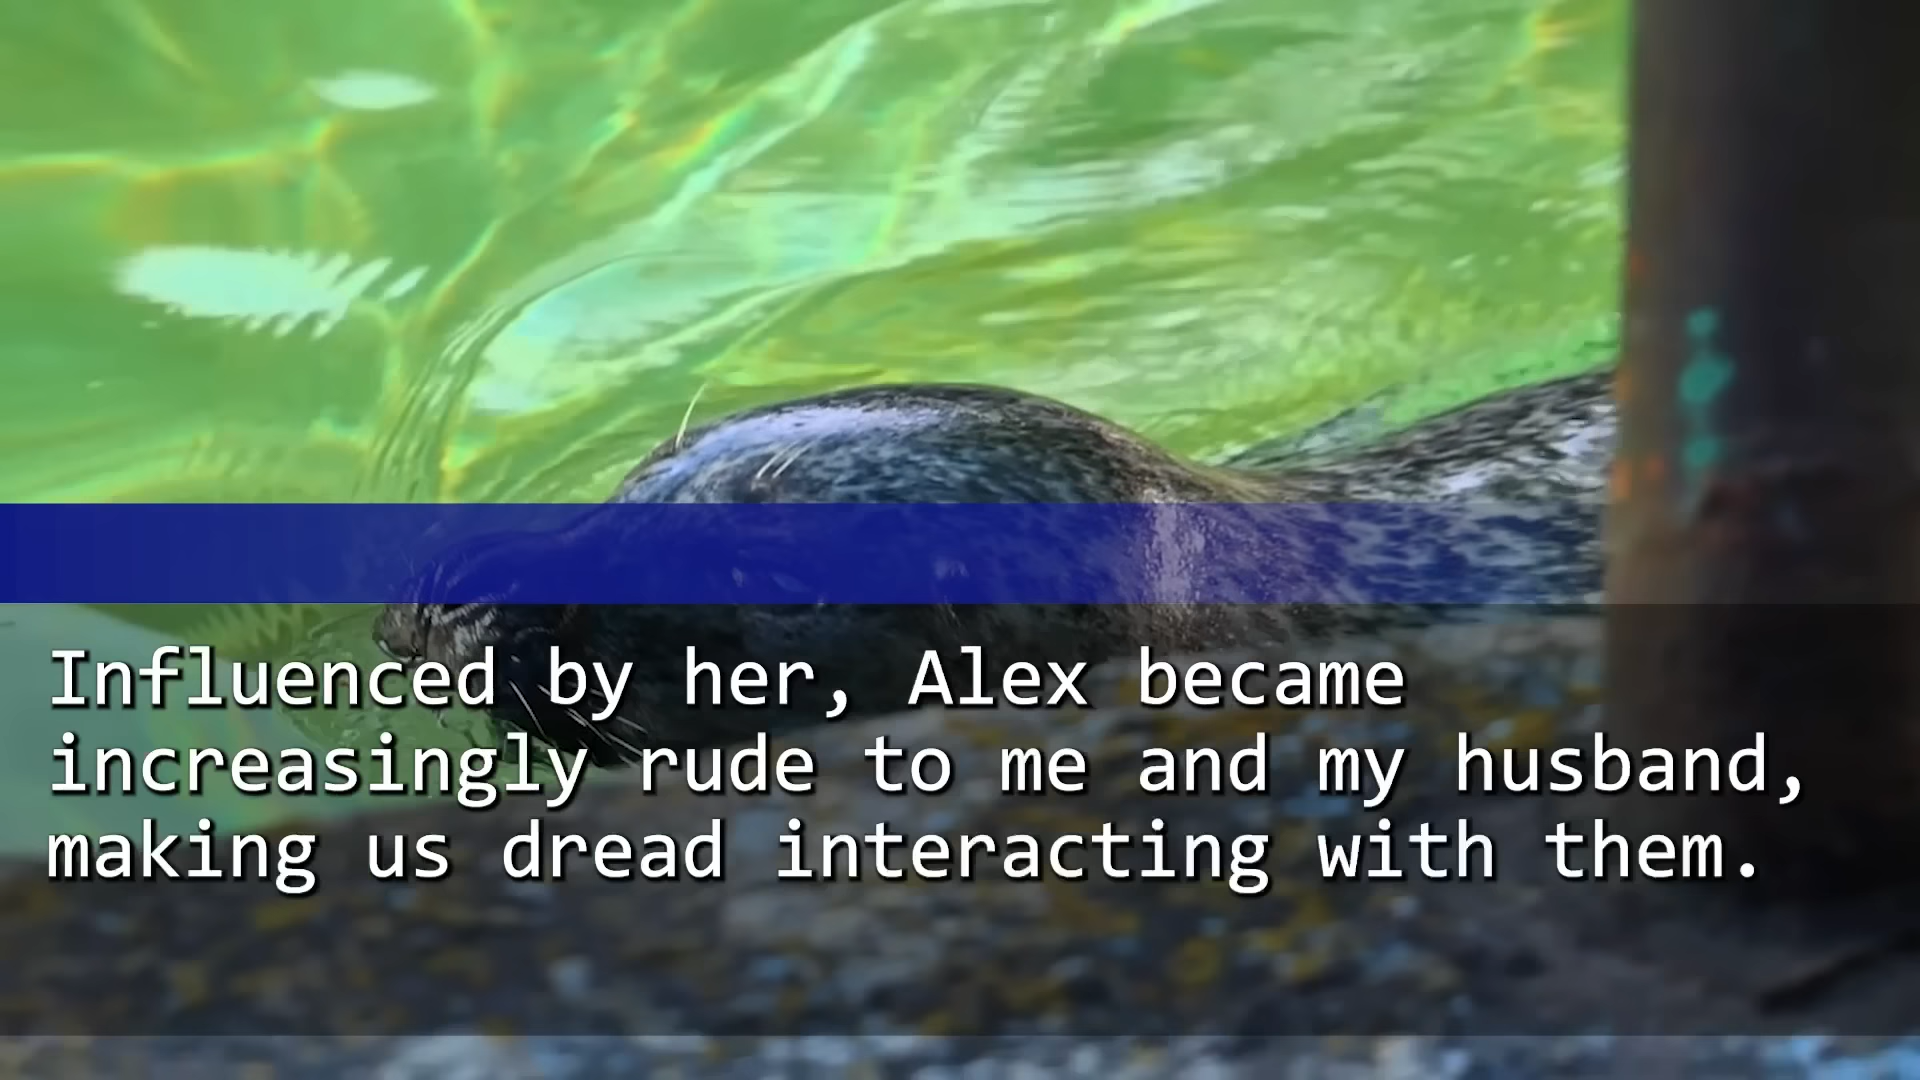 Influenced by her, Alex became
increasingly rude to me and my husband,
making us dread interacting with them.